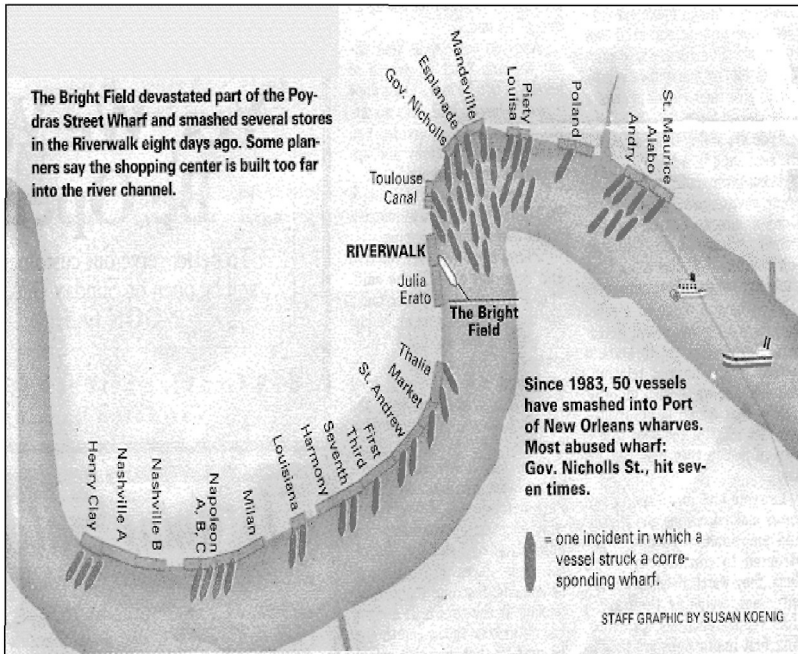 The Bright Field devastated part of the Poy-
dras Street Wharf and smashed several stores
in the Riverwalk eight days ago. Some plan-
ners say the shopping center is built too far
into the river channel.
Mandeville
Esplanade
Gov. Nicholls
Piety
Louisa
Poland
St. Maurice
Alabo
Andry
Toulouse
Canal
RIVERWALK
Julia
Erato
The Bright
Field
Thalia
Market
St. Andrew
First
Third
Seventh
Harmony
Louisiana
Milan
Napoleon
A, B, C
Nashville B
Nashville A
Henry Clay
Since 1983, 50 vessels
have smashed into Port
of New Orleans wharves.
Most abused wharf:
Gov. Nicholls St., hit sev-
en times.
= one incident in which a
vessel struck a corre-
sponding wharf.
STAFF GRAPHIC BY SUSAN KOENIG